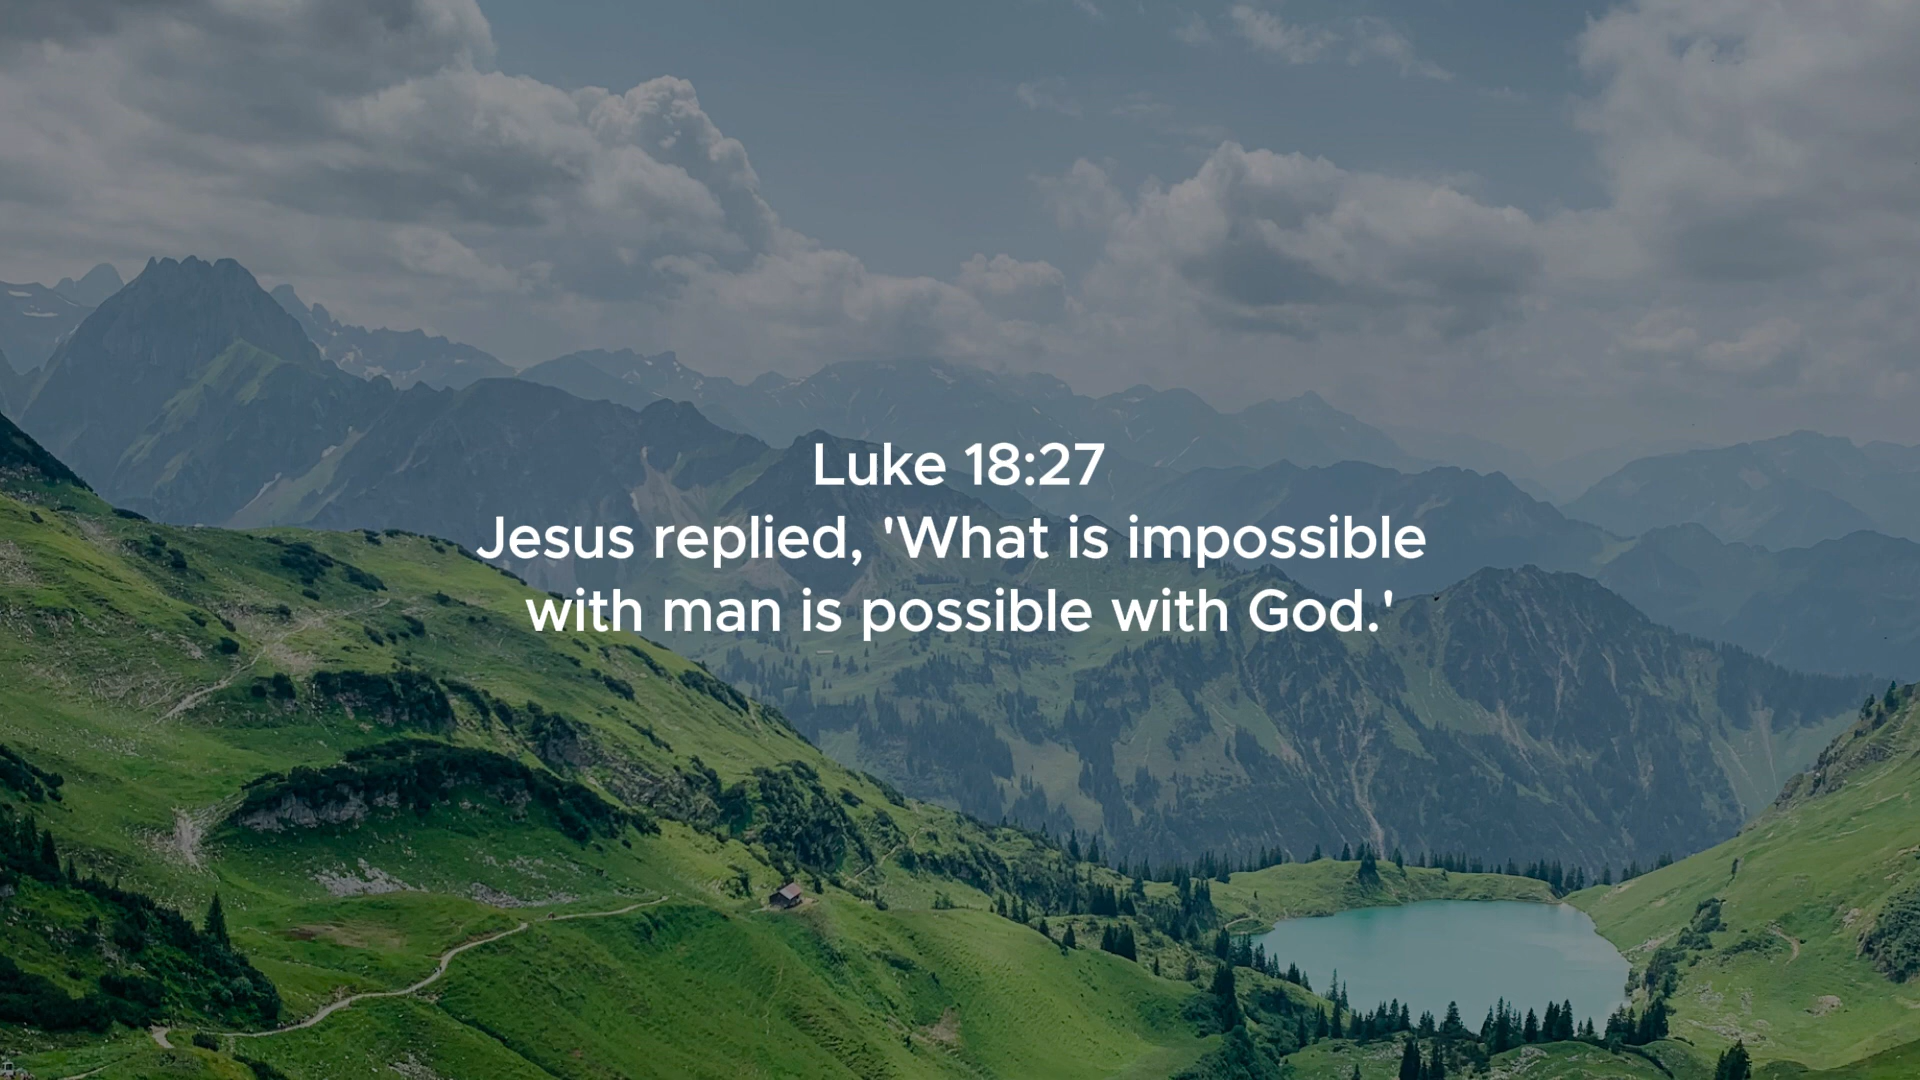 Luke 18:27
Jesus replied, 'What is impossible
with man is possible with God.'